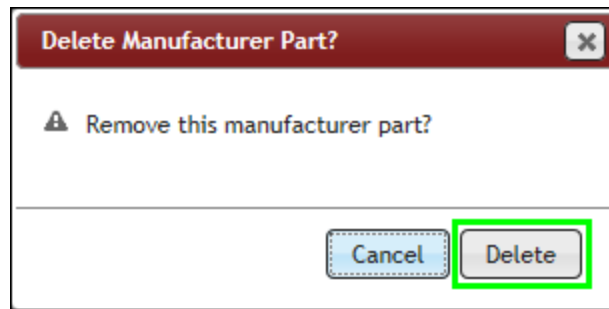 Delete Manufacturer Part?
Remove this manufacturer part?
Cancel Delete